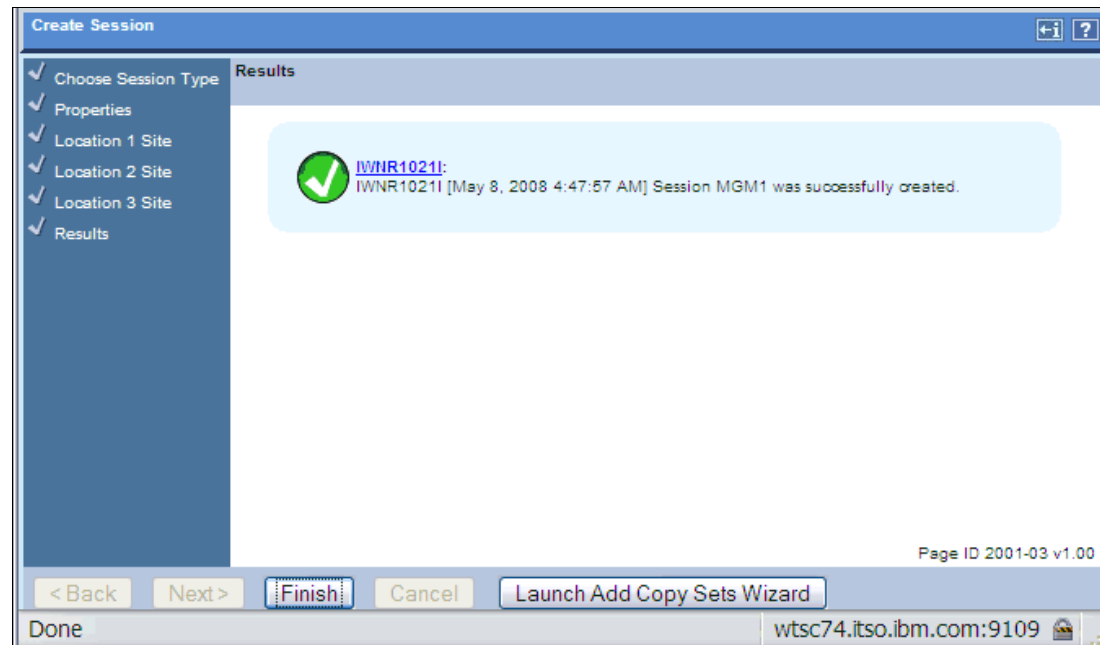 Create Session
?
Choose Session Type
Properties
Location 1 Site
Location 2 Site
Location 3 Site
Results
Results
IWNR1021I:
IWNR1021I [May 8, 2008 4:47:57 AM] Session MGM1 was successfully created.
Page ID 2001-03 v1.00
< Back Next > Finish Cancel Launch Add Copy Sets Wizard
Done wtsc74.itso.ibm.com:9109